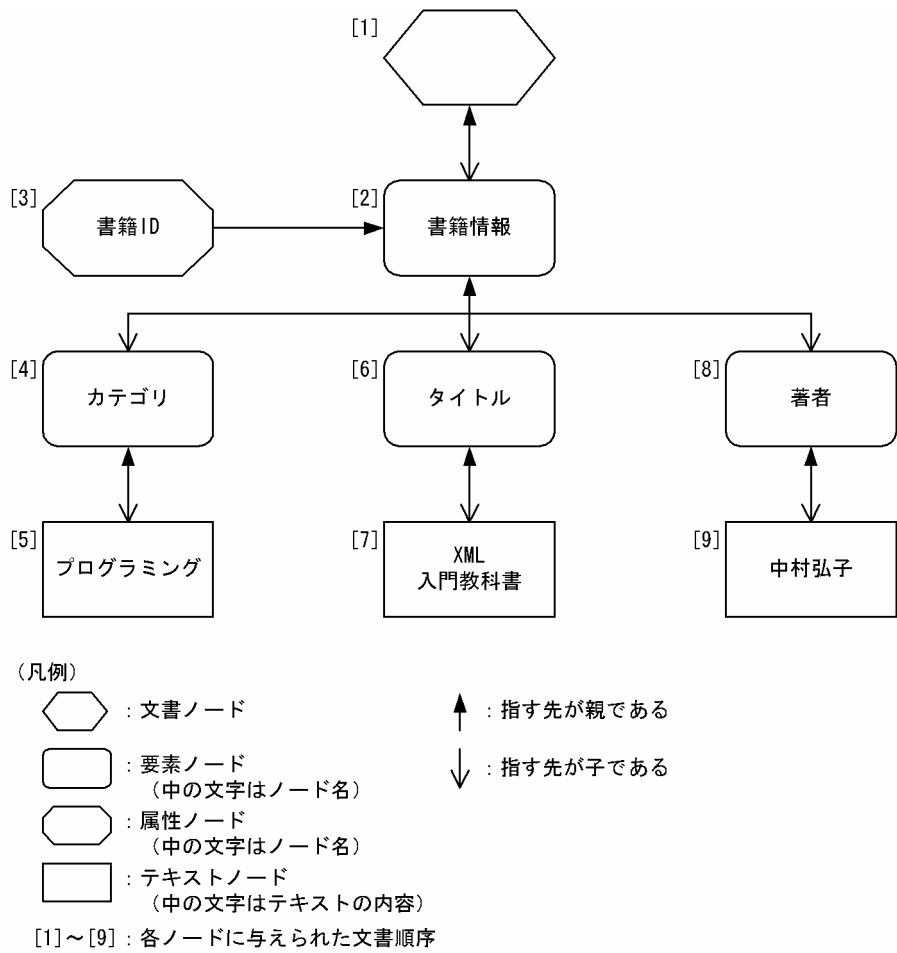 [1]
[3]
書籍ID
[2]
書籍情報
[4]
カテゴリ
[6]
タイトル
[8]
著者
[5]
プログラミング
[7]
XML
入門教科書
[9]
中村弘子
(凡例)
:文書ノード
:指す先が親である
:要素ノード
(中の文字はノード名)
:指す先が子である
:属性ノード
(中の文字はノード名)
:テキストノード
(中の文字はテキストの内容)
[1]~[9]:各ノードに与えられた文書順序